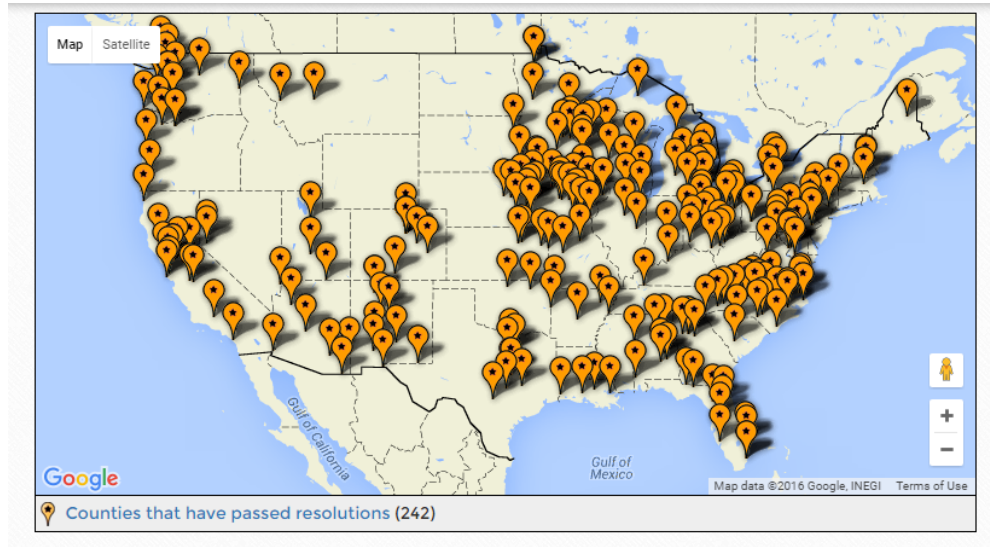 Map Satellite
Gulf of California
Gulf of
Mexico
Google
Map data ©2016 Google, INEGI Terms of Use
Counties that have passed resolutions (242)